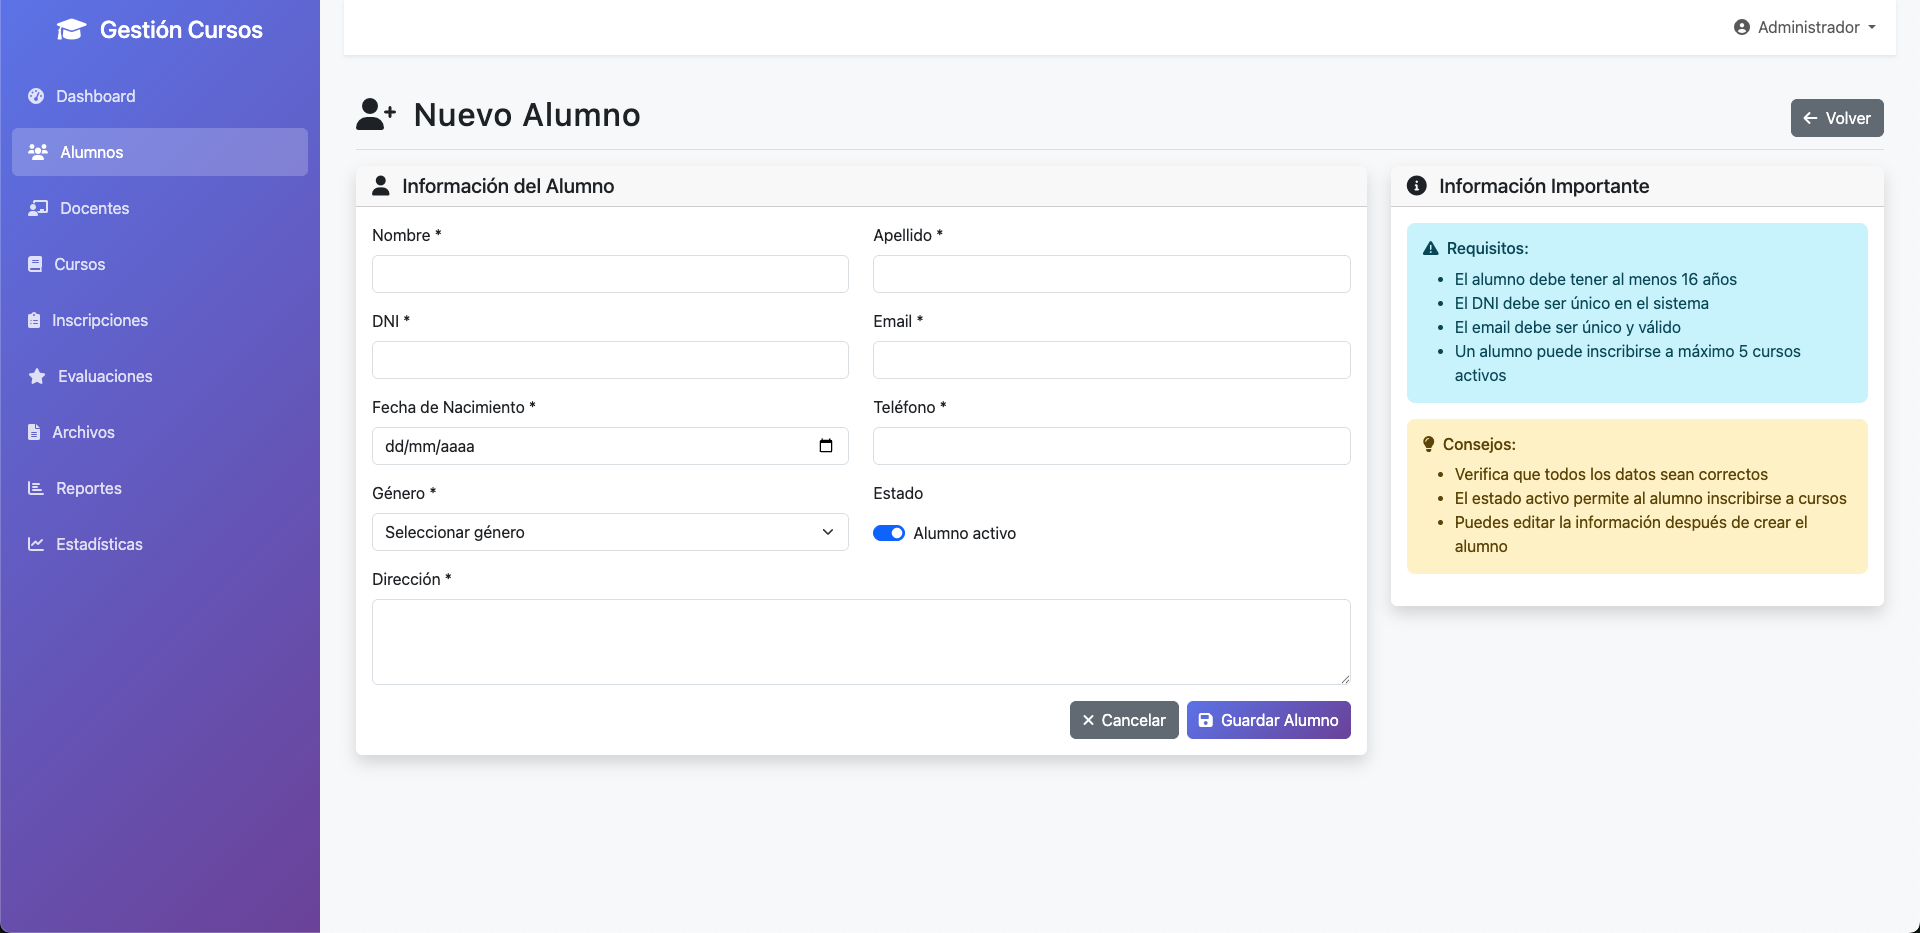 Gestión Cursos
Dashboard
Alumnos
Docentes
Cursos
Inscripciones
Evaluaciones
Archivos
Reportes
Estadísticas
Administrador
Nuevo Alumno
Volver
Información del Alumno
Nombre *
Apellido *
DNI *
Email *
Fecha de Nacimiento *
Teléfono *
dd/mm/aaaa
Género *
Estado
Seleccionar género
Alumno activo
Dirección *
Cancelar
Guardar Alumno
Información Importante
Requisitos:
• El alumno debe tener al menos 16 años
• El DNI debe ser único en el sistema
• El email debe ser único y válido
• Un alumno puede inscribirse a máximo 5 cursos
activos
Consejos:
• Verifica que todos los datos sean correctos
• El estado activo permite al alumno inscribirse a cursos
• Puedes editar la información después de crear el
alumno